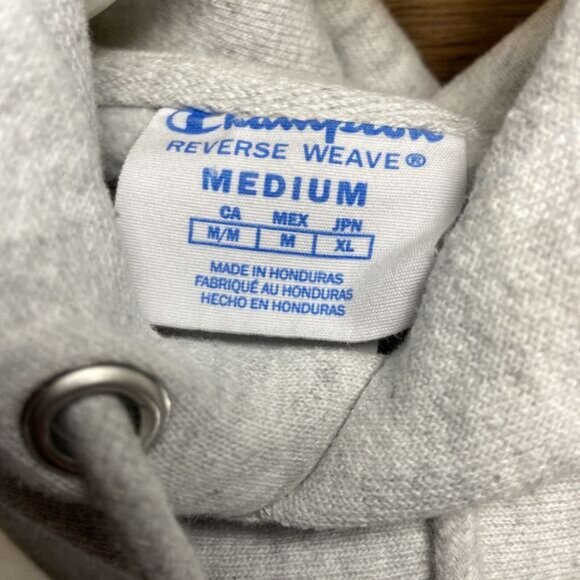 Champion
REVERSE WEAVE®
MEDIUM
CA MEX JPN
M/M M XL
MADE IN HONDURAS
FABRIQUÉ AU HONDURAS
HECHO EN HONDURAS